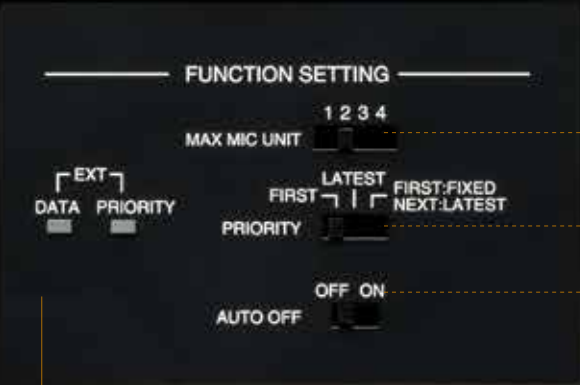 FUNCTION SETTING
1 2 3 4
MAX MIC UNIT
EXT
DATA PRIORITY
LATEST
FIRST
FIRST:FIXED
NEXT:LATEST
PRIORITY
OFF ON
AUTO OFF